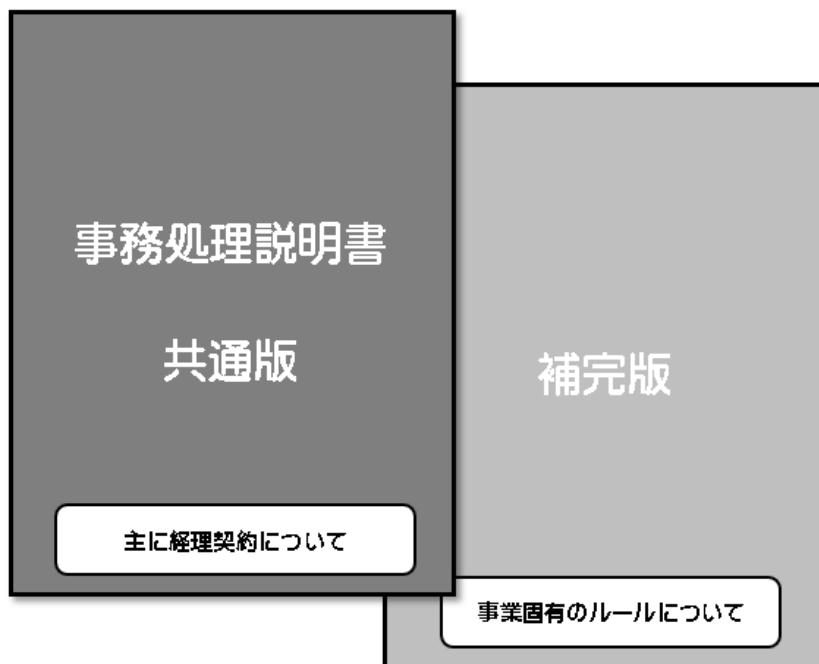 事務処理説明書
共通版
主に経理契約について
補完版
事業固有のルールについて